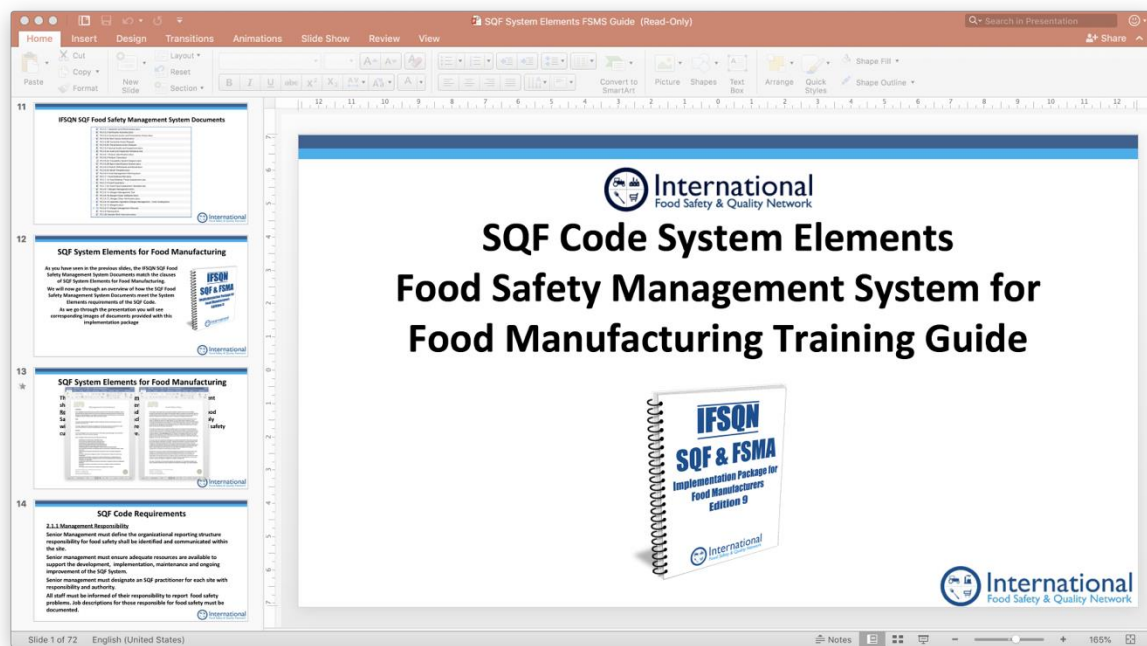 SQF System Elements FSMS Guide (Read-Only)
Search in Presentation
Home Insert Design Transitions Animations Slide Show Review View
Share
Paste
Cut
Copy
Format
New Slide
Layout
Reset
Section
Convert to SmartArt
Picture
Shapes
Text Box
Arrange
Quick Styles
Shape Fill
Shape Outline
11
IFSQN SQF Food Safety Management System Documents
International
12
SQF System Elements for Food Manufacturing
As you have seen in the previous slides, the IFSQN SQF Food
Safety Management System Documents match the clauses
of SQF System Elements for Food Manufacturing.
We will now go through an overview of how the SQF Food
Safety Management System Documents meet the System
Elements requirements of the SQF Code.
As we go through the presentation you will see
corresponding images of documents provided with this
implementation package
IFSQN
SQF & FSMA
International
13
SQF System Elements for Food Manufacturing
International
14
SQF Code Requirements
2.1.1 Management Responsibility
Senior Management must define the organizational reporting structure
responsibility for food safety shall be identified and communicated within
the site.
Senior management must ensure adequate resources are available to
support the development, implementation, maintenance and ongoing
improvement of the SQF System.
Senior management must designate an SQF practitioner for each site with
responsibility and authority.
All staff must be informed of their responsibility to report food safety
problems. Job descriptions for those responsible for food safety must be
documented.
International
International
Food Safety & Quality Network
SQF Code System Elements
Food Safety Management System for
Food Manufacturing Training Guide
IFSQN
SQF & FSMA
Implementation Package for
Food Manufacturers
Edition 9
International
International
Food Safety & Quality Network
Slide 1 of 72 English (United States)
Notes
165%